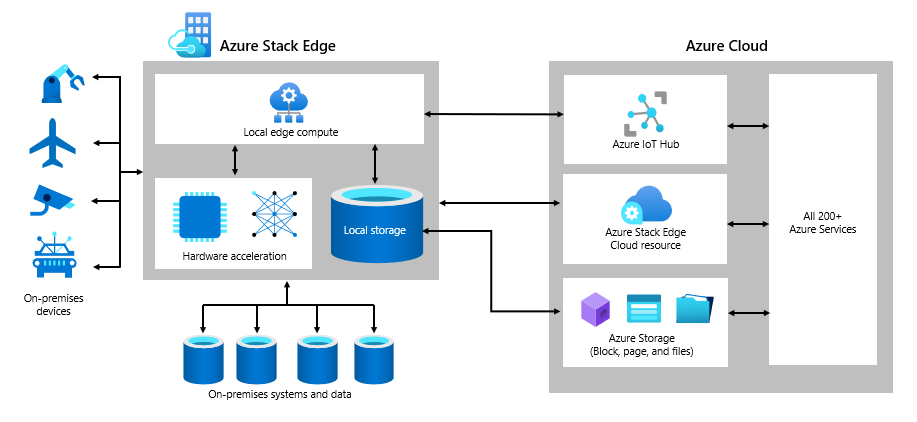 Azure Stack Edge
Azure Cloud
Local edge compute
Azure IoT Hub
Local storage
Hardware acceleration
Azure Stack Edge
Cloud resource
All 200+
Azure Services
On-premises
devices
Azure Storage
(Block, page, and files)
On-premises systems and data